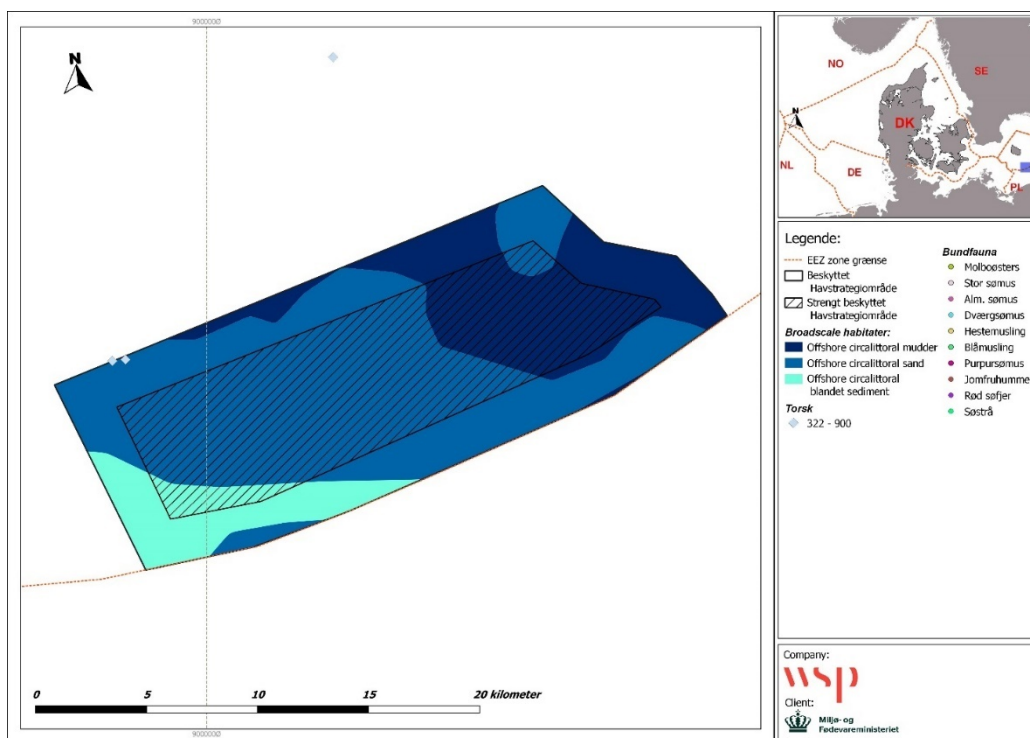 900000Ø
N
NO
SE
DK
N
NL
DE
PL
Legende:
EEZ zone grænse
Beskyttet
Havstrategiområde
Strengt beskyttet
Havstrategiområde
Broadscale habitater:
Offshore circalittoral mudder
Offshore circalittoral sand
Offshore circalittoral
blandet sediment
Torsk
322 - 900
Bundfauna
Molboøsters
Stor sømus
Alm. sømus
Dværgsømus
Hestemusling
Blåmusling
Purpursømus
Jomfruhumme
Rød søfjer
Søstrå
0 5 10 15 20 kilometer
900000Ø
Company:
wsp
Client:
Miljø- og
Fødevareministeriet